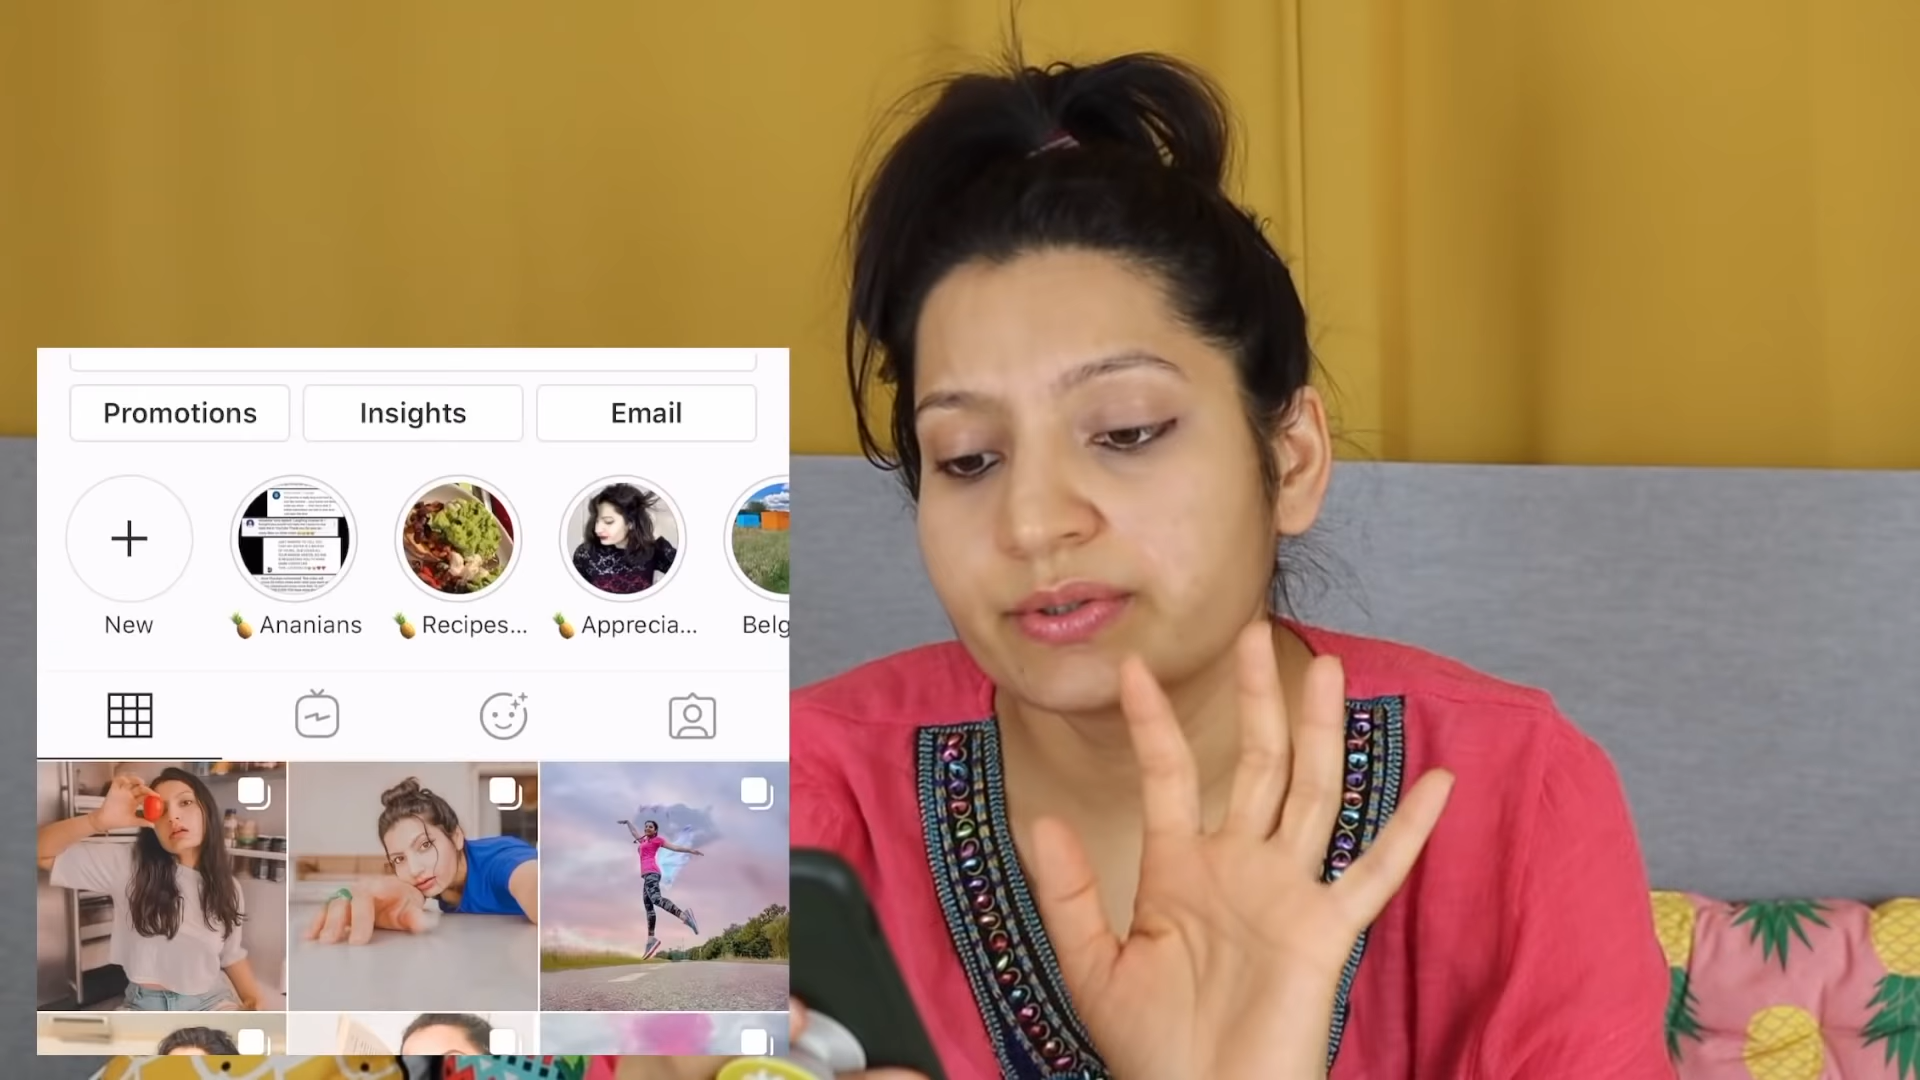 Promotions
Insights
Email
New
🍍 Ananians
🍍 Recipes...
🍍 Apprecia...
Belg